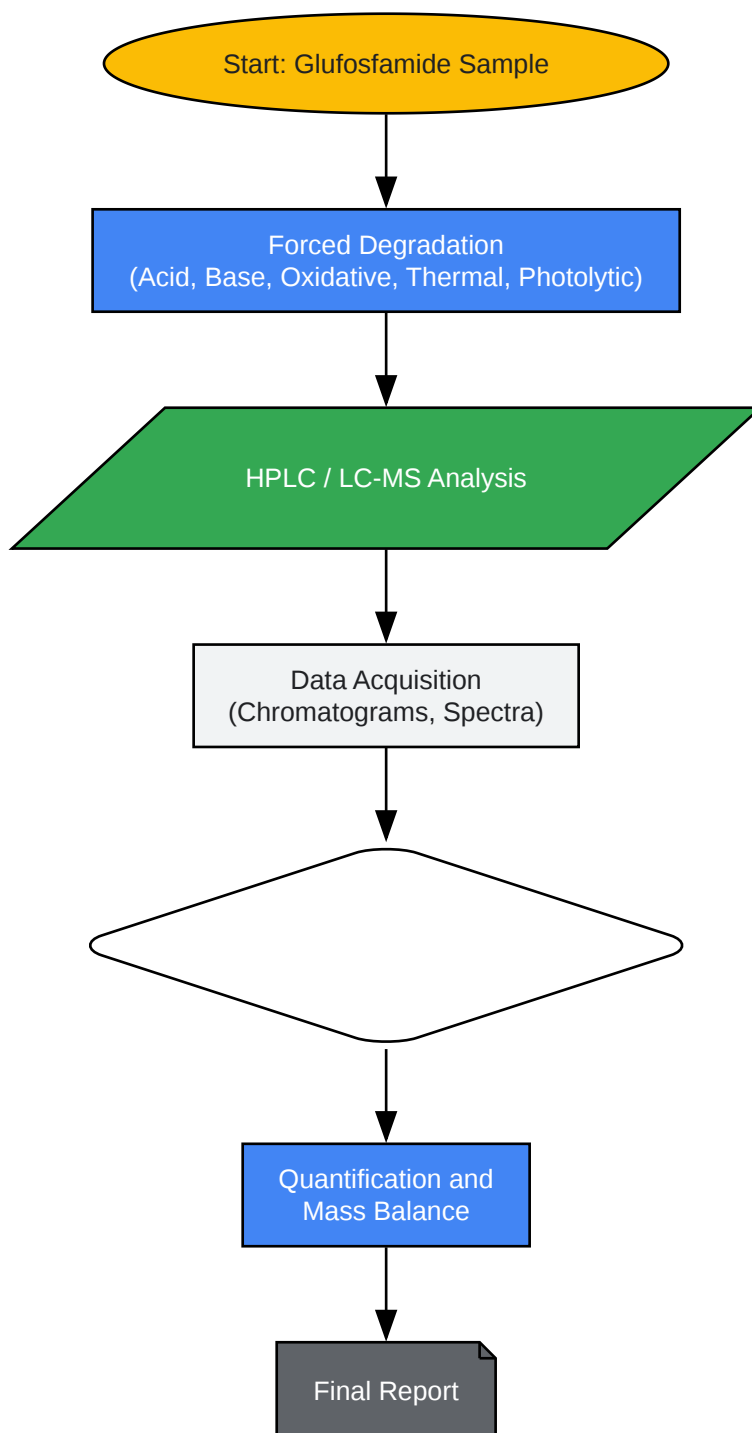 Start: Glufosfamide Sample
Forced Degradation
(Acid, Base, Oxidative, Thermal, Photolytic)
HPLC / LC-MS Analysis
Data Acquisition
(Chromatograms, Spectra)
Quantification and
Mass Balance
Final Report